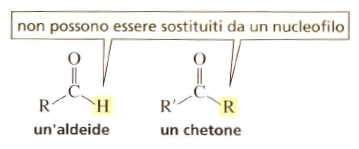 non possono essere sostituiti da un nucleofilo
O O
C C
R H R′ R
un'aldeide un chetone